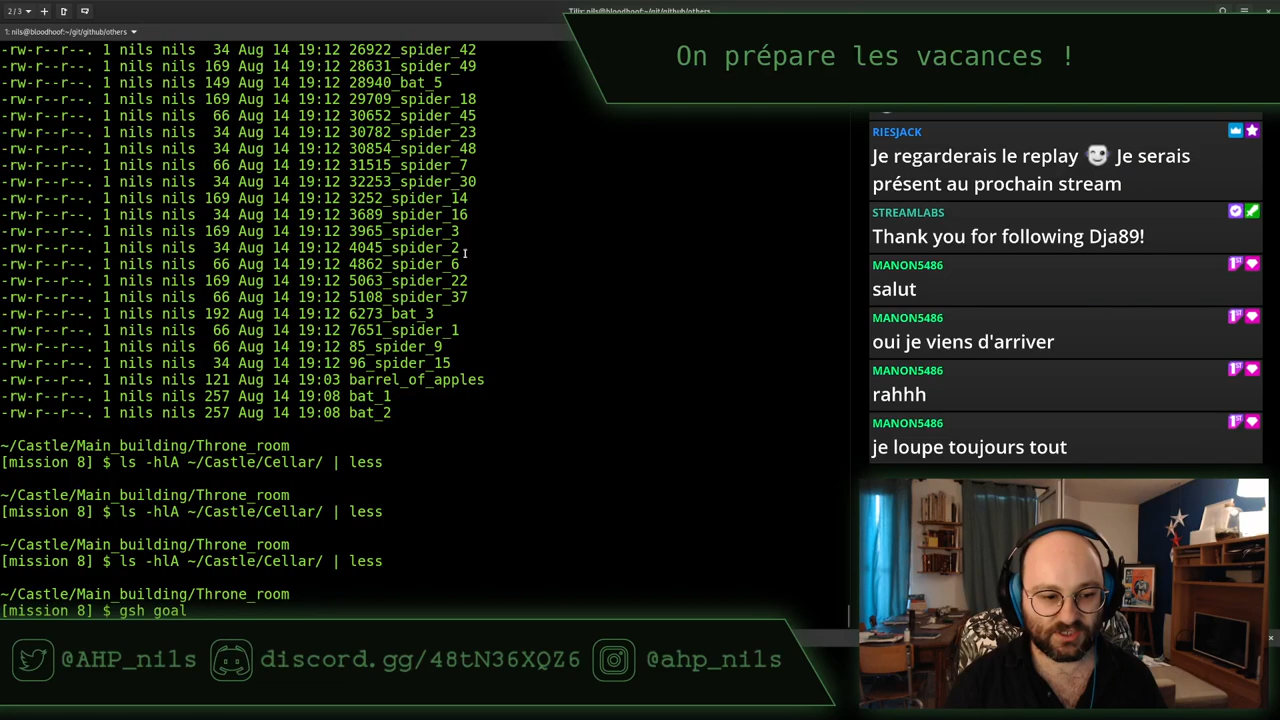 2/3
Tilix: nils@bloodhoof:~/git/github/others
1: nils@bloodhoof:~/git/github/others
-rw-r--r--. 1 nils nils  34 Aug 14 19:12 26922_spider_42
-rw-r--r--. 1 nils nils 169 Aug 14 19:12 28631_spider_49
-rw-r--r--. 1 nils nils 149 Aug 14 19:12 28940_bat_5
-rw-r--r--. 1 nils nils 169 Aug 14 19:12 29709_spider_18
-rw-r--r--. 1 nils nils  66 Aug 14 19:12 30652_spider_45
-rw-r--r--. 1 nils nils  34 Aug 14 19:12 30782_spider_23
-rw-r--r--. 1 nils nils  34 Aug 14 19:12 30854_spider_48
-rw-r--r--. 1 nils nils  66 Aug 14 19:12 31515_spider_7
-rw-r--r--. 1 nils nils  34 Aug 14 19:12 32253_spider_30
-rw-r--r--. 1 nils nils 169 Aug 14 19:12 3252_spider_14
-rw-r--r--. 1 nils nils  34 Aug 14 19:12 3689_spider_16
-rw-r--r--. 1 nils nils 169 Aug 14 19:12 3965_spider_3
-rw-r--r--. 1 nils nils  34 Aug 14 19:12 4045_spider_2
-rw-r--r--. 1 nils nils  66 Aug 14 19:12 4862_spider_6
-rw-r--r--. 1 nils nils 169 Aug 14 19:12 5063_spider_22
-rw-r--r--. 1 nils nils  66 Aug 14 19:12 5108_spider_37
-rw-r--r--. 1 nils nils 192 Aug 14 19:12 6273_bat_3
-rw-r--r--. 1 nils nils  66 Aug 14 19:12 7651_spider_1
-rw-r--r--. 1 nils nils  66 Aug 14 19:12 85_spider_9
-rw-r--r--. 1 nils nils  34 Aug 14 19:12 96_spider_15
-rw-r--r--. 1 nils nils 121 Aug 14 19:03 barrel_of_apples
-rw-r--r--. 1 nils nils 257 Aug 14 19:08 bat_1
-rw-r--r--. 1 nils nils 257 Aug 14 19:08 bat_2
~/Castle/Main_building/Throne_room
[mission 8] $ ls -hlA ~/Castle/Cellar/ | less
~/Castle/Main_building/Throne_room
[mission 8] $ ls -hlA ~/Castle/Cellar/ | less
~/Castle/Main_building/Throne_room
[mission 8] $ ls -hlA ~/Castle/Cellar/ | less
~/Castle/Main_building/Throne_room
[mission 8] $ gsh goal
On prépare les vacances !
RIESJACK
Je regarderais le replay Je serais
présent au prochain stream
STREAMLABS
Thank you for following Dja89!
MANON5486
salut
MANON5486
oui je viens d'arriver
MANON5486
rahhh
MANON5486
je loupe toujours tout
@AHP_nils
discord.gg/48tN36XQZ6
@ahp_nils